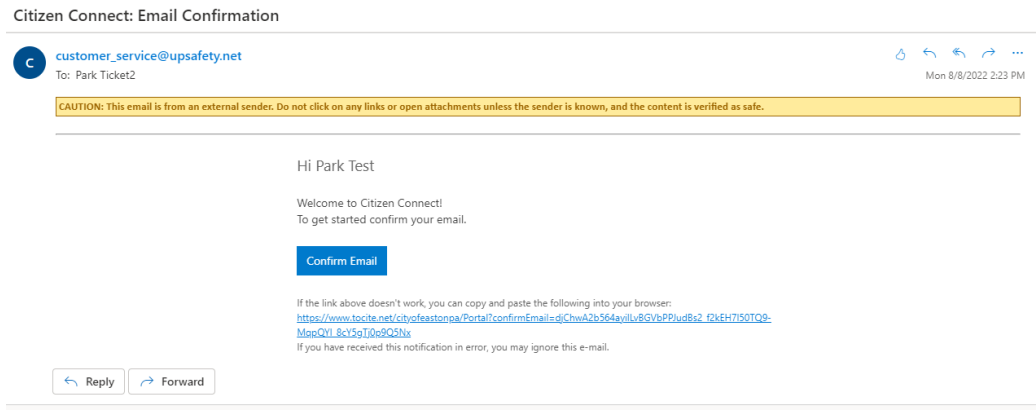 Citizen Connect: Email Confirmation
C
customer_service@upsafety.net
To: Park Ticket2
Mon 8/8/2022 2:23 PM
CAUTION: This email is from an external sender. Do not click on any links or open attachments unless the sender is known, and the content is verified as safe.
Hi Park Test
Welcome to Citizen Connect!
To get started confirm your email.
Confirm Email
If the link above doesn't work, you can copy and paste the following into your browser:
https://www.tocite.net/cityofeastonpa/Portal?confirmEmail=djChwA2b564ayilLvBGVbPPJudBs2_f2kEH7I50TQ9-
MqpQYI_8cY5gTj0p9Q5Nx
If you have received this notification in error, you may ignore this e-mail.
Reply
Forward